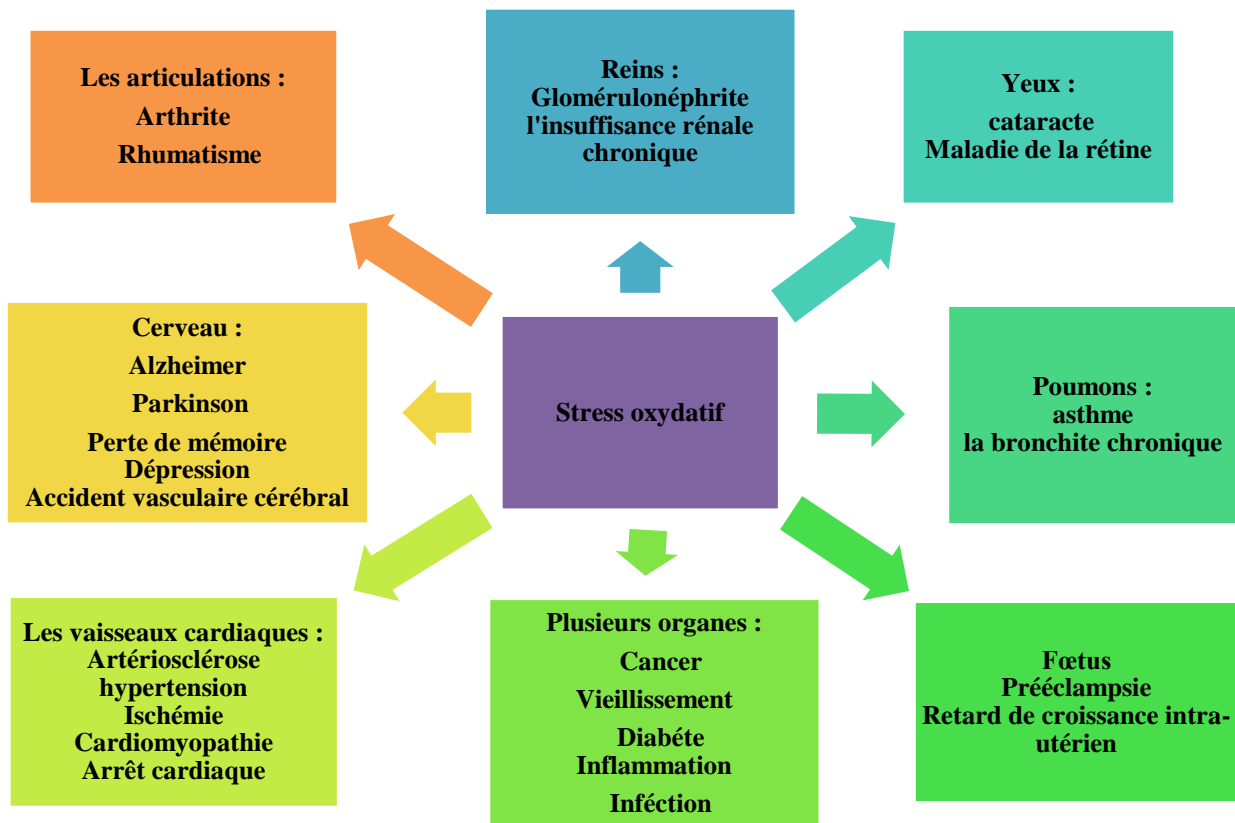 Les articulations :
Arthrite
Rhumatisme
Reins :
Glomérulonéphrite
l'insuffisance rénale
chronique
Yeux :
cataracte
Maladie de la rétine
Cerveau :
Alzheimer
Parkinson
Perte de mémoire
Dépression
Accident vasculaire cérébral
Stress oxydatif
Poumons :
asthme
la bronchite chronique
Les vaisseaux cardiaques :
Artériosclérose
hypertension
Ischémie
Cardiomyopathie
Arrêt cardiaque
Plusieurs organes :
Cancer
Vieillissement
Diabéte
Inflammation
Inféction
Fœtus
Prééclampsie
Retard de croissance intra-
utérien